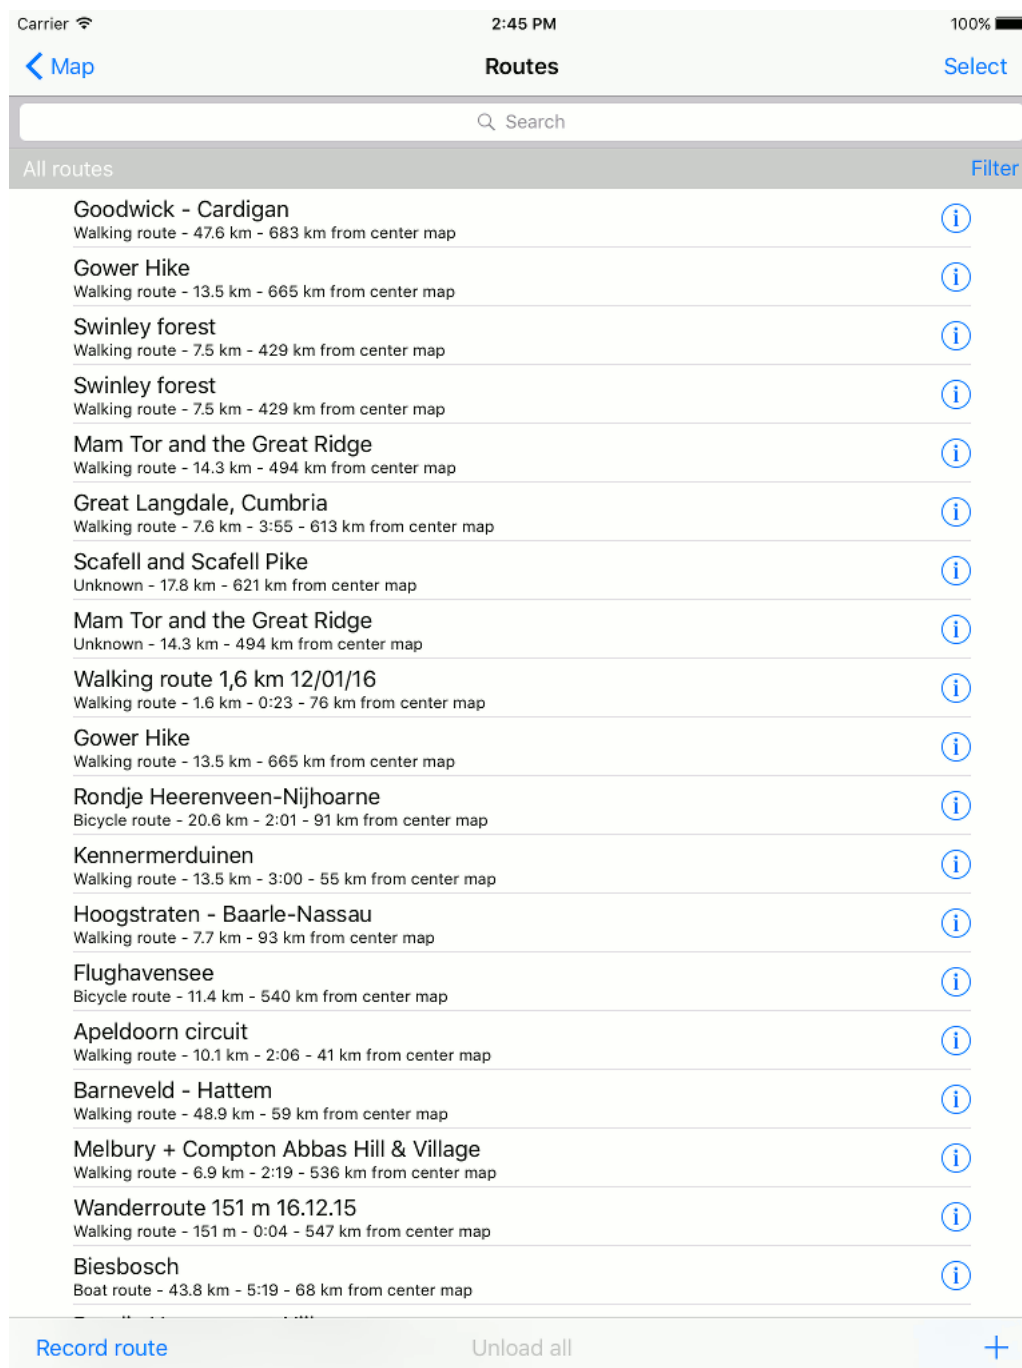 Carrier
2:45 PM
100%
Map
Routes
Select
Search
All routes
Filter
Goodwick - Cardigan
Walking route - 47.6 km - 683 km from center map
Gower Hike
Walking route - 13.5 km - 665 km from center map
Swinley forest
Walking route - 7.5 km - 429 km from center map
Swinley forest
Walking route - 7.5 km - 429 km from center map
Mam Tor and the Great Ridge
Walking route - 14.3 km - 494 km from center map
Great Langdale, Cumbria
Walking route - 7.6 km - 3:55 - 613 km from center map
Scafell and Scafell Pike
Unknown - 17.8 km - 621 km from center map
Mam Tor and the Great Ridge
Unknown - 14.3 km - 494 km from center map
Walking route 1,6 km 12/01/16
Walking route - 1.6 km - 0:23 - 76 km from center map
Gower Hike
Walking route - 13.5 km - 665 km from center map
Rondje Heerenveen-Nijhoarne
Bicycle route - 20.6 km - 2:01 - 91 km from center map
Kennermerduinen
Walking route - 13.5 km - 3:00 - 55 km from center map
Hoogstraten - Baarle-Nassau
Walking route - 7.7 km - 93 km from center map
Flughavensee
Bicycle route - 11.4 km - 540 km from center map
Apeldoorn circuit
Walking route - 10.1 km - 2:06 - 41 km from center map
Barneveld - Hattem
Walking route - 48.9 km - 59 km from center map
Melbury + Compton Abbas Hill & Village
Walking route - 6.9 km - 2:19 - 536 km from center map
Wanderroute 151 m 16.12.15
Walking route - 151 m - 0:04 - 547 km from center map
Biesbosch
Boat route - 43.8 km - 5:19 - 68 km from center map
Record route
Unload all